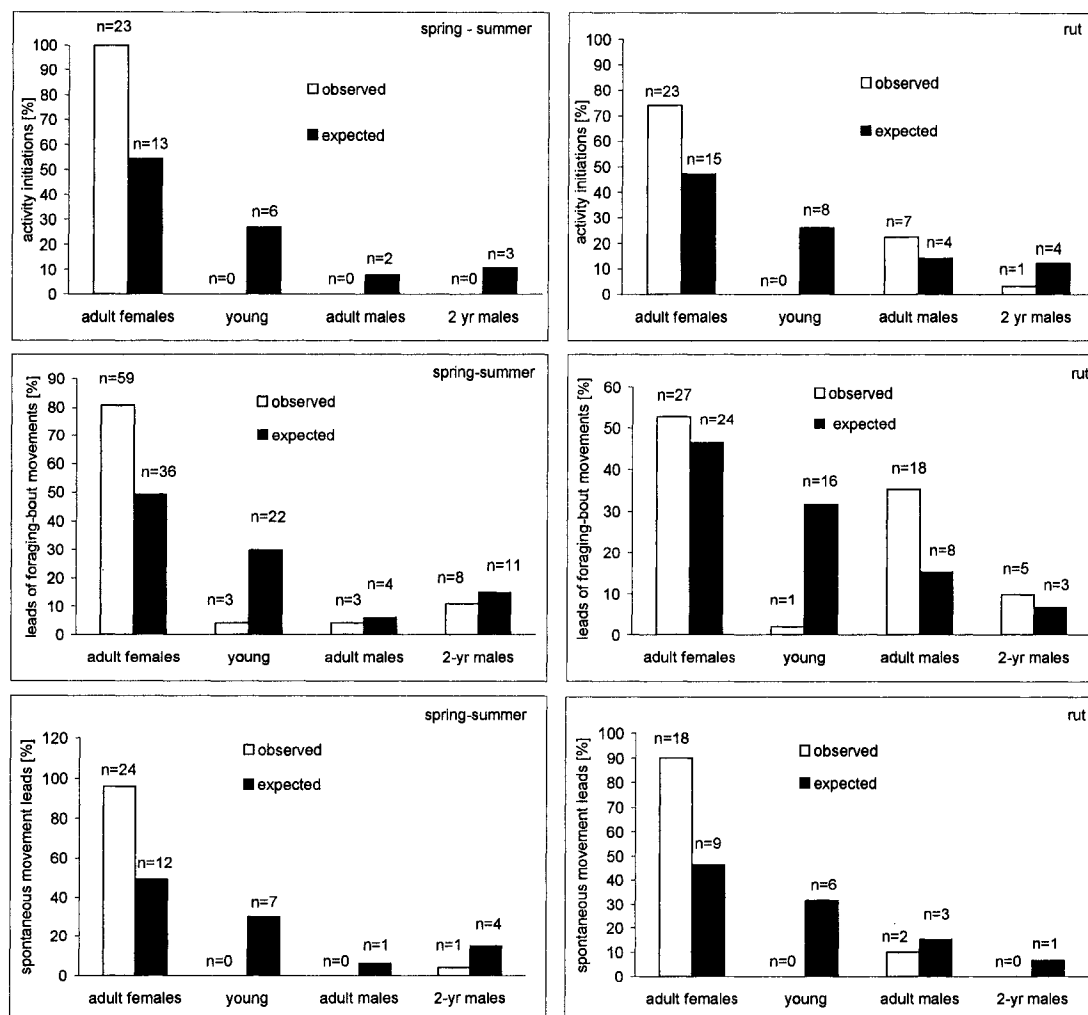 spring - summer
activity initiations [%]
100
90
80
70
60
50
40
30
20
10
0
n=23
n=13
observed
expected
n=0
n=6
n=0
n=2
n=0
n=3
adult females
young
adult males
2 yr males
rut
activity initiations [%]
100
90
80
70
60
50
40
30
20
10
0
n=23
n=15
observed
expected
n=0
n=8
n=7
n=4
n=1
n=4
adult females
young
adult males
2 yr males
spring-summer
leads of foraging-bout movements [%]
90
80
70
60
50
40
30
20
10
0
n=59
n=36
observed
expected
n=3
n=22
n=3
n=4
n=8
n=11
adult females
young
adult males
2-yr males
rut
leads of foraging-bout movements [%]
60
50
40
30
20
10
0
n=27
n=24
observed
expected
n=1
n=16
n=18
n=8
n=5
n=3
adult females
young
adult males
2-yr males
spring-summer
spontaneous movement leads [%]
120
100
80
60
40
20
0
n=24
n=12
observed
expected
n=0
n=7
n=0
n=1
n=1
n=4
adult females
young
adult males
2-yr males
rut
spontaneous movement leads [%]
100
90
80
70
60
50
40
30
20
10
0
n=18
n=9
observed
expected
n=0
n=6
n=2
n=3
n=0
n=1
adult females
young
adult males
2-yr males